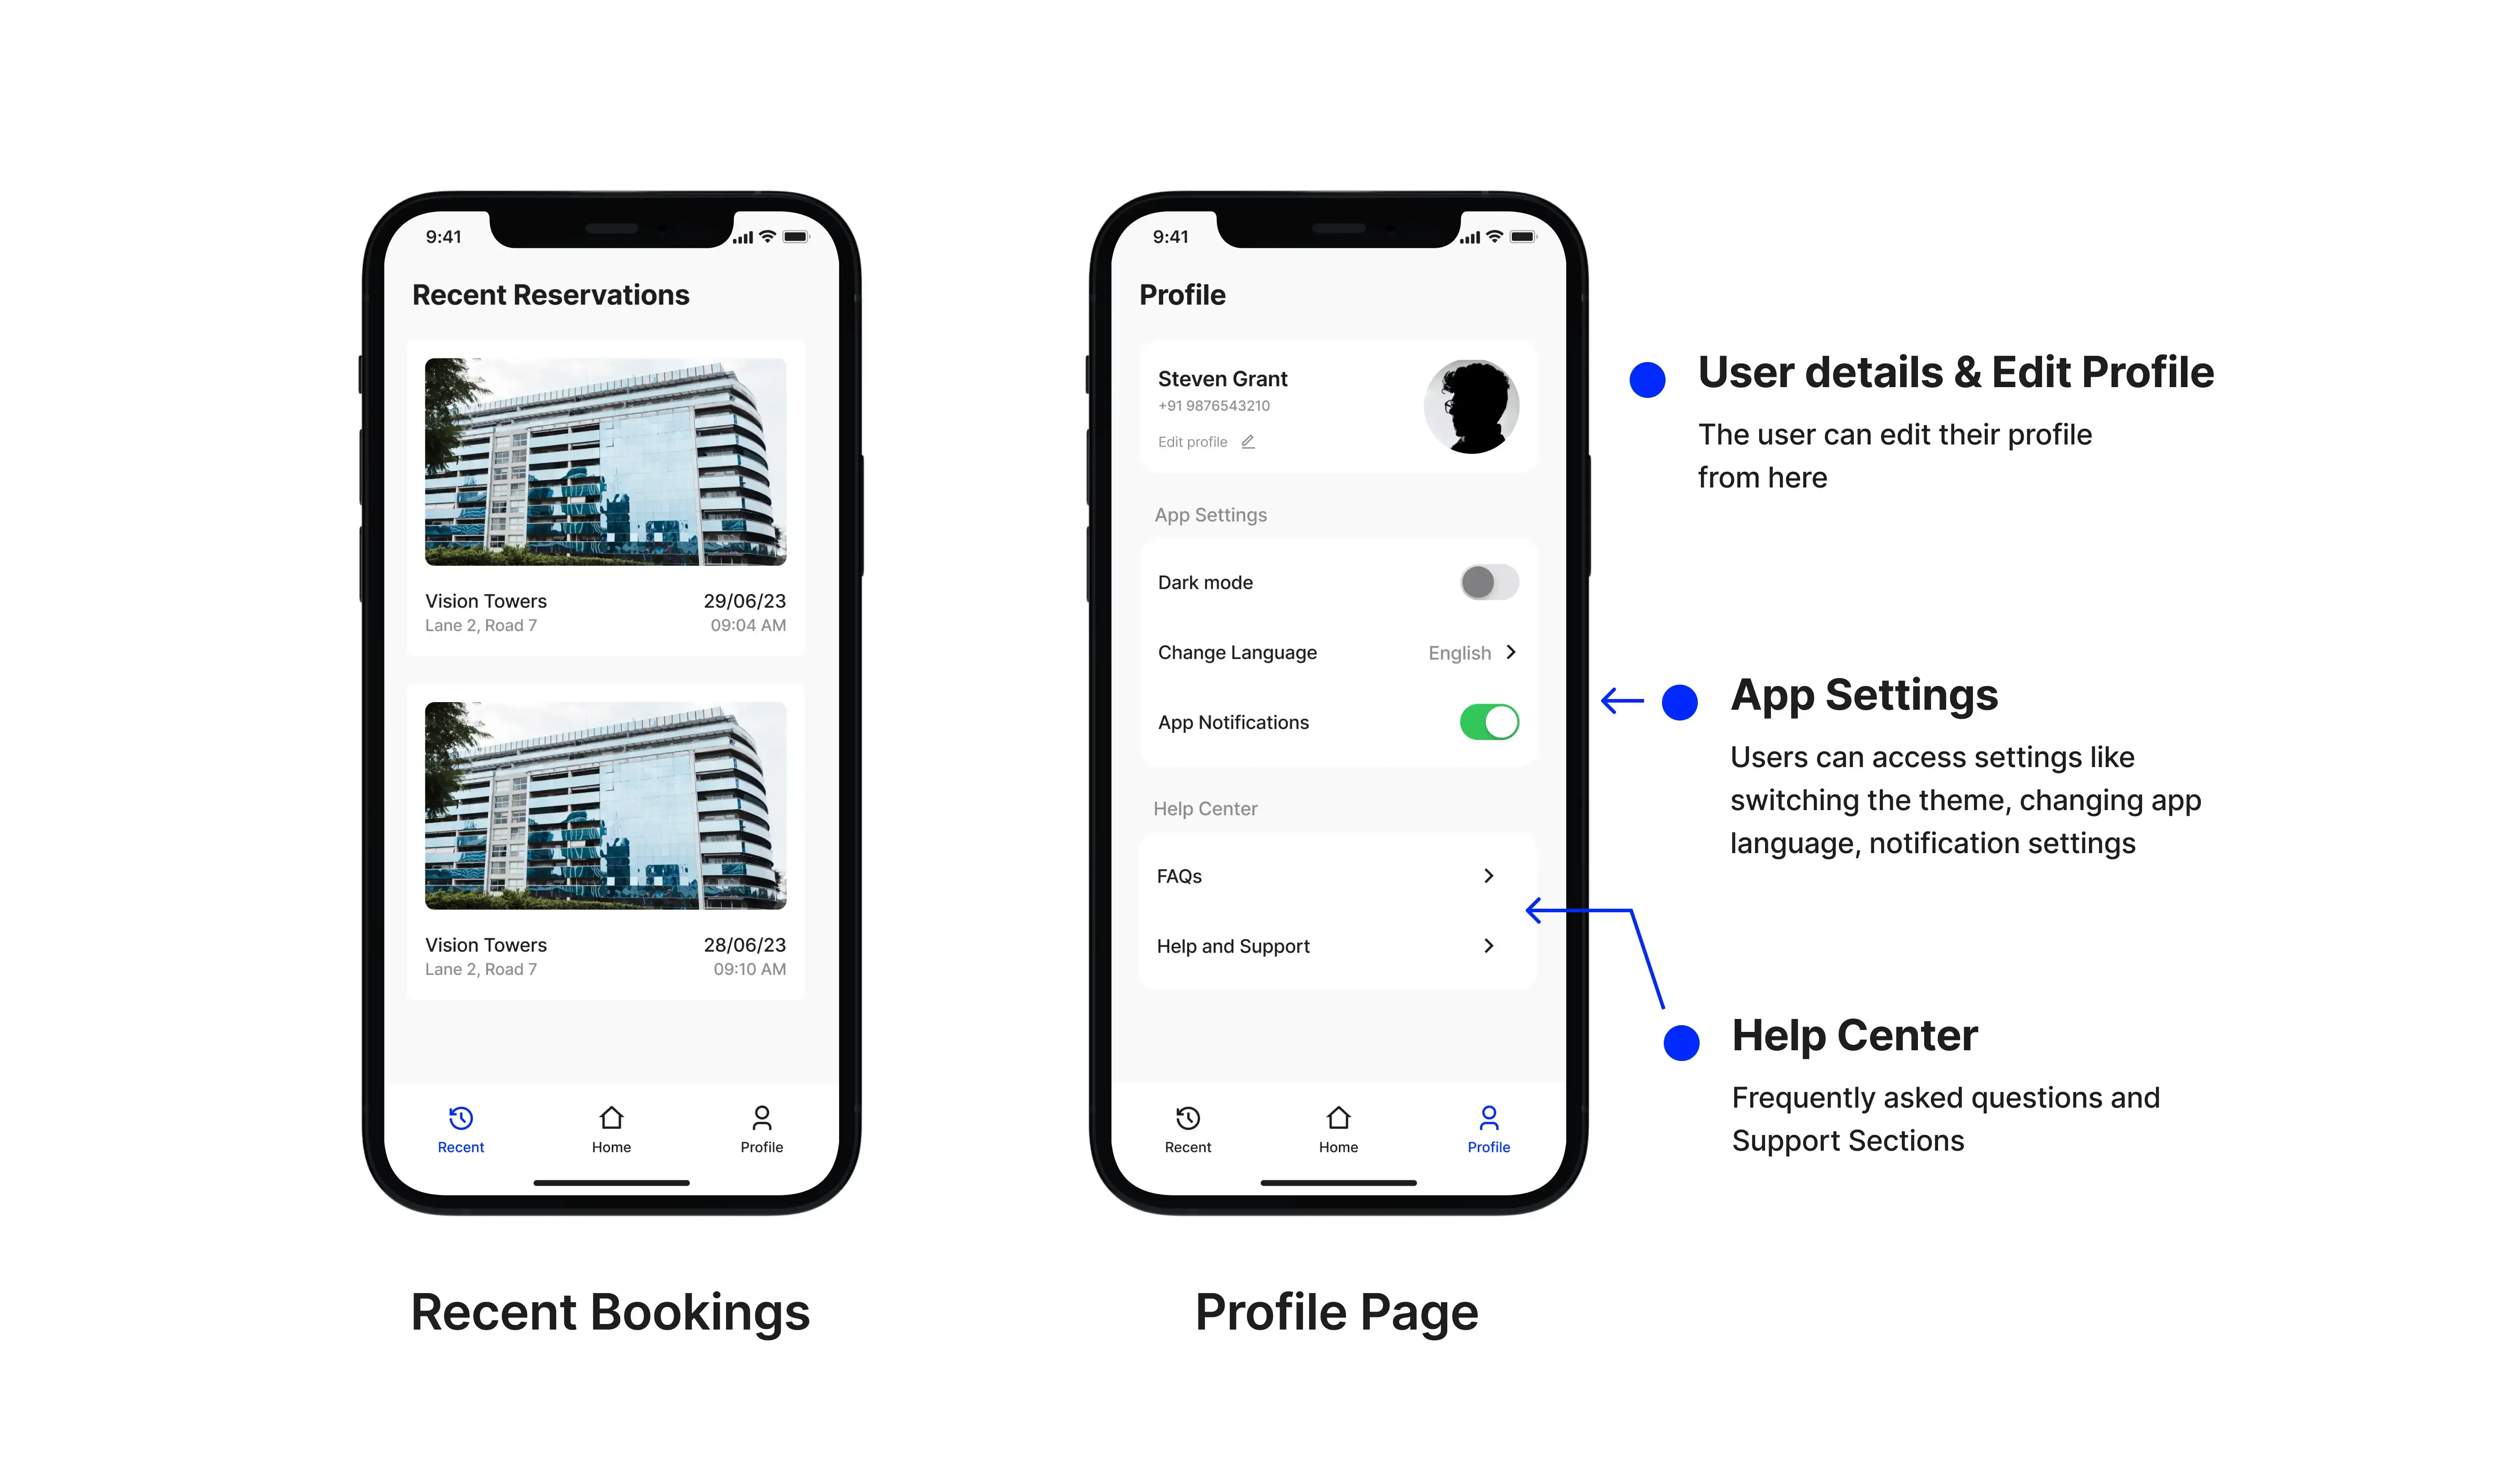 9:41
Recent Reservations
Vision Towers 29/06/23
Lane 2, Road 7 09:04 AM
Vision Towers 28/06/23
Lane 2, Road 7 09:10 AM
Recent Home Profile
Recent Bookings
9:41
Profile
Steven Grant
+91 9876543210
Edit profile
App Settings
Dark mode
Change Language English
App Notifications
Help Center
FAQs
Help and Support
Recent Home Profile
Profile Page
User details & Edit Profile
The user can edit their profile
from here
App Settings
Users can access settings like
switching the theme, changing app
language, notification settings
Help Center
Frequently asked questions and
Support Sections